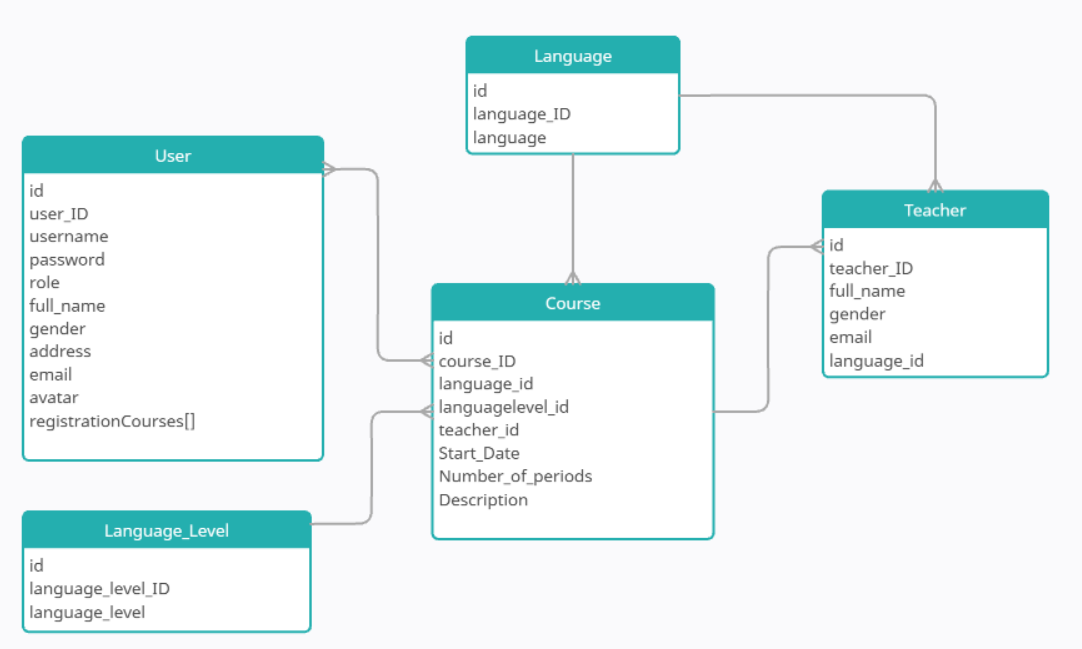 Language
id
language_ID
language
User
id
user_ID
username
password
role
full_name
gender
address
email
avatar
registrationCourses[]
Teacher
id
teacher_ID
full_name
gender
email
language_id
Course
id
course_ID
language_id
languagelevel_id
teacher_id
Start_Date
Number_of_periods
Description
Language_Level
id
language_level_ID
language_level